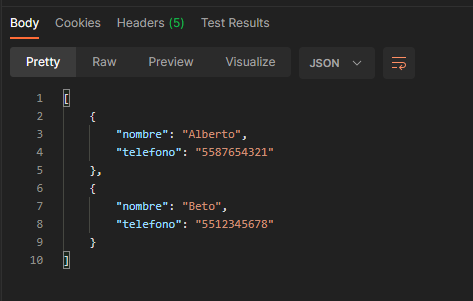 Body Cookies Headers (5) Test Results
Pretty Raw Preview Visualize JSON
1 [
2 {
3 "nombre": "Alberto",
4 "telefono": "5587654321"
5 },
6 {
7 "nombre": "Beto",
8 "telefono": "5512345678"
9 }
10 ]